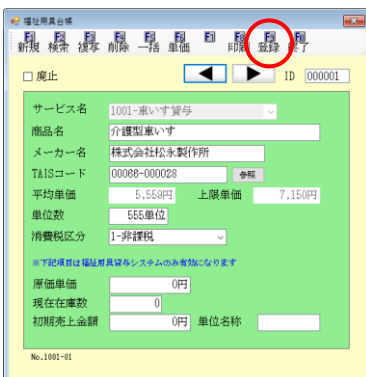 福祉用具台帳
F1 F2 F3 F4 F5 F6 F7 F8 F9
新規 検索 複写 削除 一括 単価 印刷 登録 終了
廃止 ◀ ▶ ID 000001
サービス名 1001-車いす貸与
商品名 介護型車いす
メーカー名 株式会社松永製作所
TAISコード 00066-000028 参照
平均単価 5,559円 上限単価 7,150円
単位数 555単位
消費税区分 1-非課税
※下記項目は福祉用具貸与システムのみ有効になります
原価単価 0円
現在在庫数 0
初期売上金額 0円 単位名称
No.1001-01